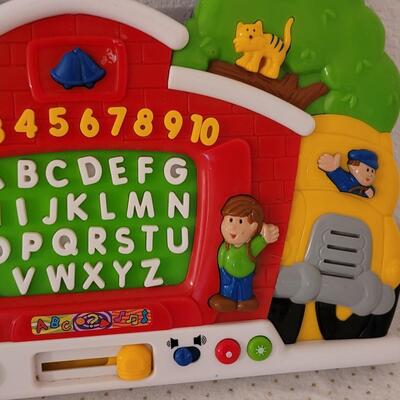 3 4 5 6 7 8 9 10
A B C D E F G
I J K L M N
O P Q R S T U
V W X Y Z
ABC ?